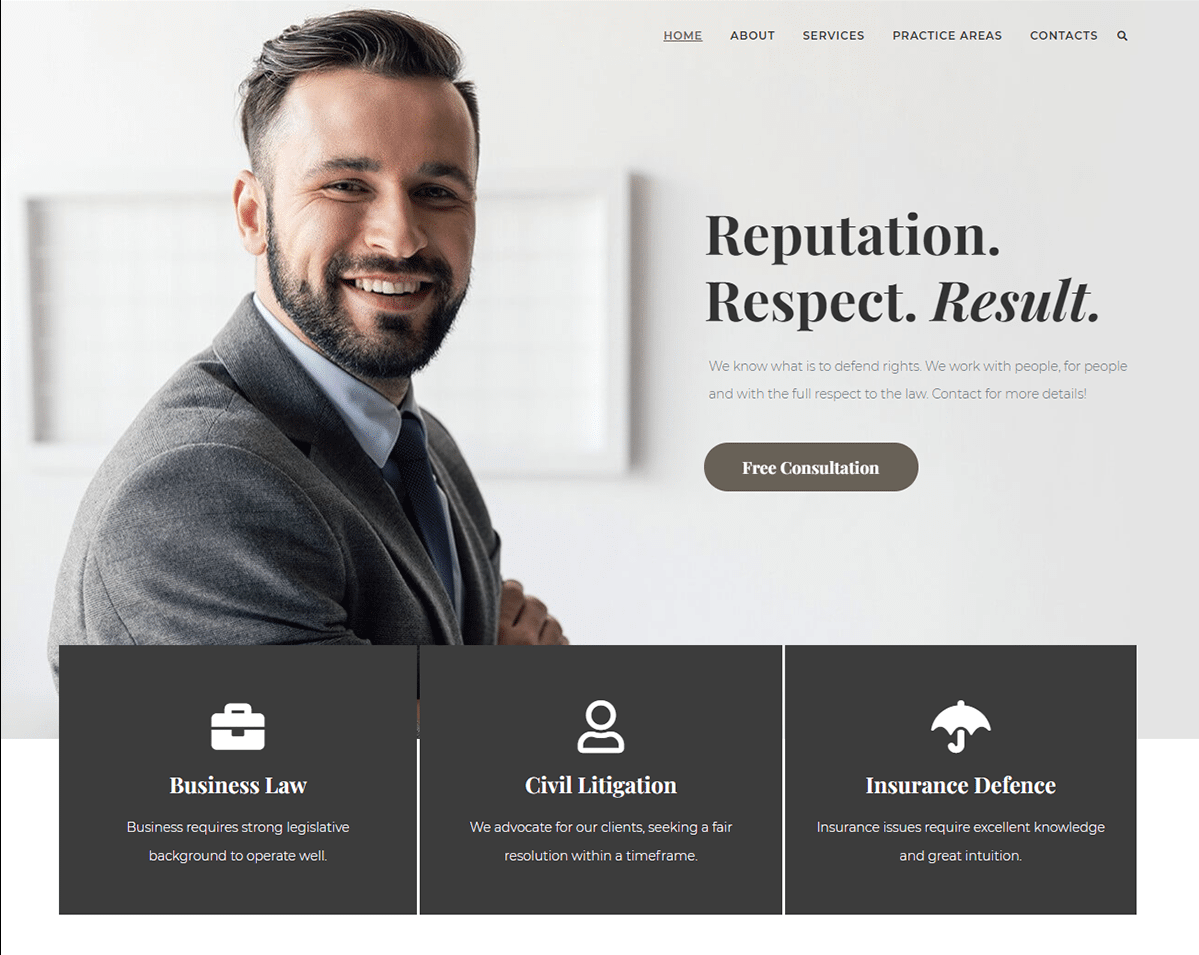 HOME ABOUT SERVICES PRACTICE AREAS CONTACTS
Reputation.
Respect. Result.
We know what is to defend rights. We work with people, for people
and with the full respect to the law. Contact for more details!
Free Consultation
Business Law
Business requires strong legislative
background to operate well.
Civil Litigation
We advocate for our clients, seeking a fair
resolution within a timeframe.
Insurance Defence
Insurance issues require excellent knowledge
and great intuition.